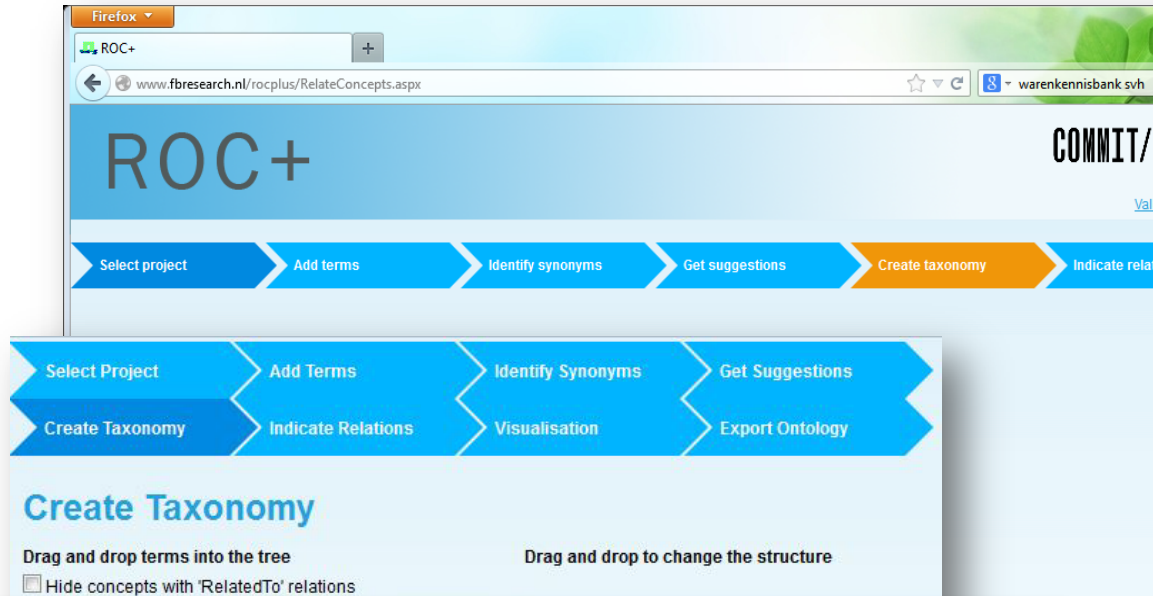 Firefox
ROC+
www.fbresearch.nl/rocplus/RelateConcepts.aspx
warenkennisbank svh
ROC+
COMMIT/
Val
Select project Add terms Identify synonyms Get suggestions Create taxonomy Indicate rela
Select Project Add Terms Identify Synonyms Get Suggestions
Create Taxonomy Indicate Relations Visualisation Export Ontology
Create Taxonomy
Drag and drop terms into the tree Drag and drop to change the structure
Hide concepts with 'RelatedTo' relations